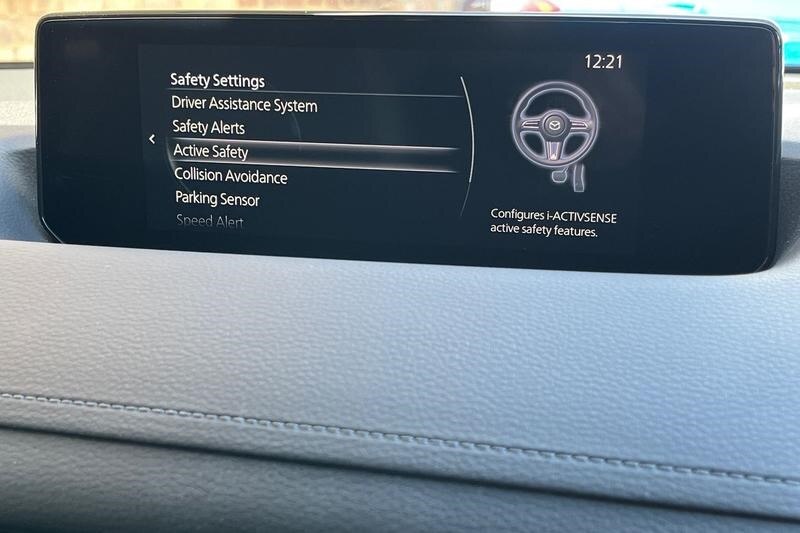 12:21
Safety Settings
Driver Assistance System
Safety Alerts
Active Safety
Collision Avoidance
Parking Sensor
Speed Alert
Configures i-ACTIVSENSE
active safety features.